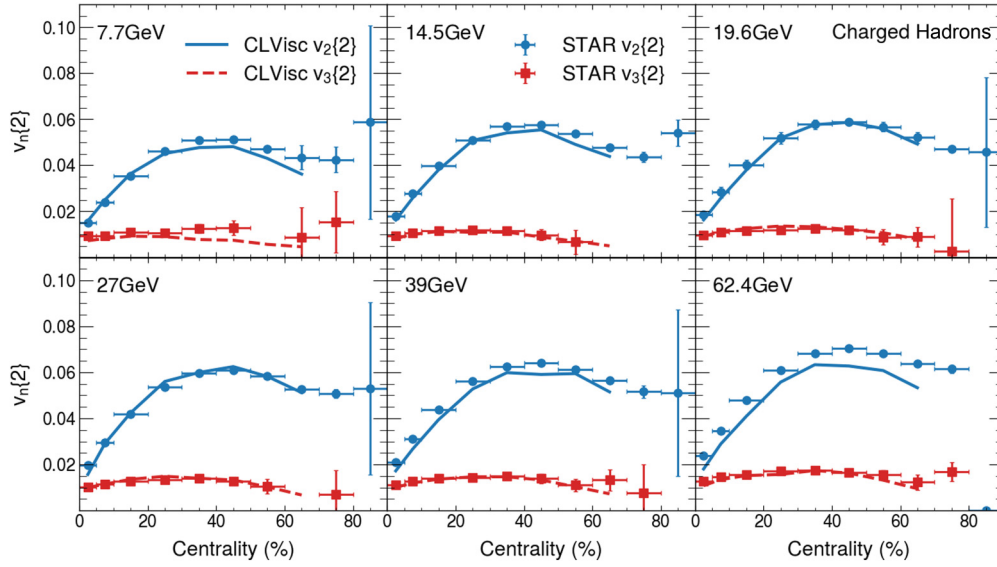 0.10
0.08
0.06
0.04
0.02
vn{2}
7.7GeV
CLVisc v2{2}
CLVisc v3{2}
14.5GeV
STAR v2{2}
STAR v3{2}
19.6GeV
Charged Hadrons
0.10
0.08
0.06
0.04
0.02
vn{2}
27GeV
39GeV
62.4GeV
0 20 40 60 80 0 20 40 60 80 0 20 40 60 80
Centrality (%) Centrality (%) Centrality (%)